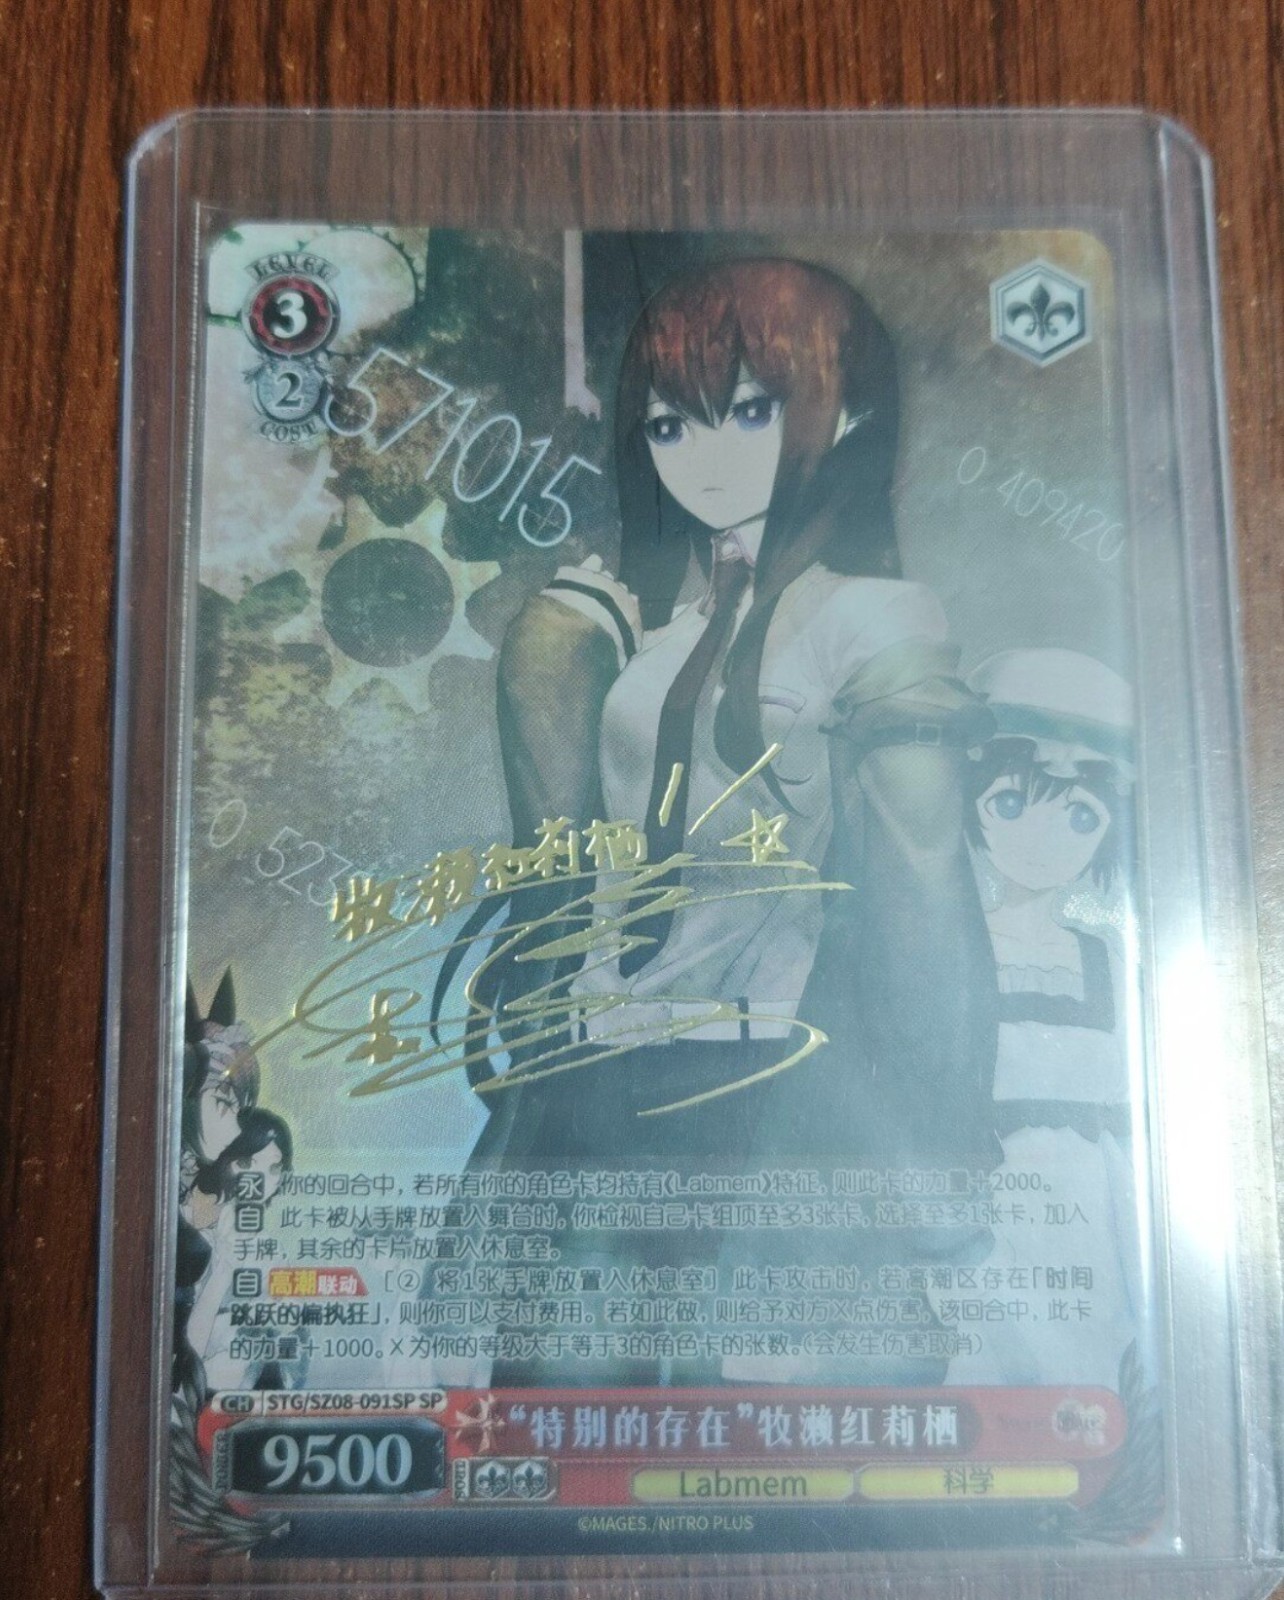 LEVEL
3
2
COST
571015
0 409420
0 523
牧瀬紅莉栖
永 你的回合中,若所有你的角色卡均持有《Labmem》特征,则此卡的力量+2000。
自 此卡被从手牌放置入舞台时,你检视自己卡组顶至多3张卡,选择至多1张卡,加入
手牌,其余的卡片放置入休息室。
自 高潮联动 [② 将1张手牌放置入休息室] 此卡攻击时,若高潮区存在「时间
跳跃的偏执狂」,则你可以支付费用。若如此做,则给予对方X点伤害,该回合中,此卡
的力量+1000。X为你的等级大于等于3的角色卡的张数。(会发生伤害取消)
CH STG/SZ08-091SP SP
POWER 9500
“特别的存在”牧濑红莉栖
Labmem 科学
©MAGES./NITRO PLUS